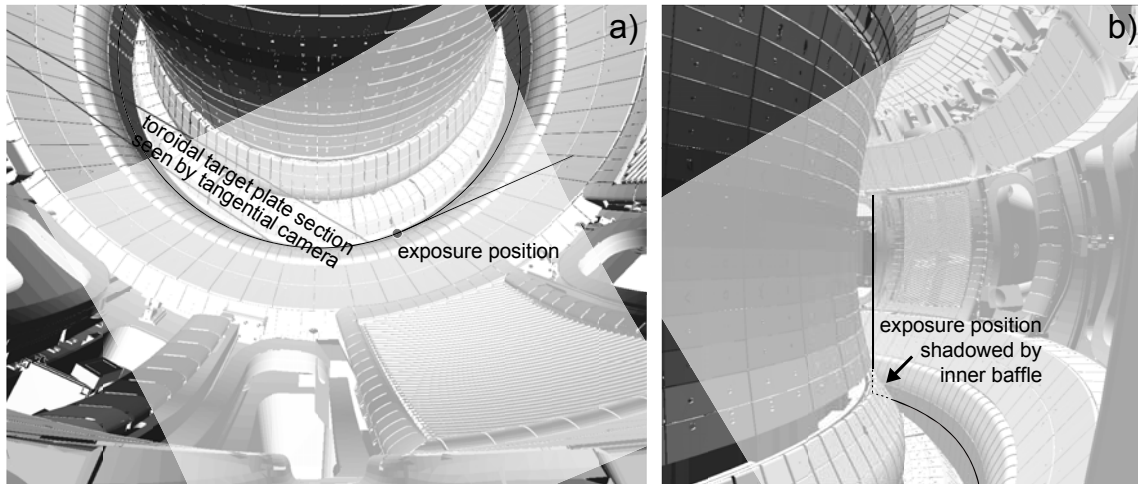 a)
toroidal target plate section
seen by tangential camera
exposure position
b)
exposure position
shadowed by
inner baffle